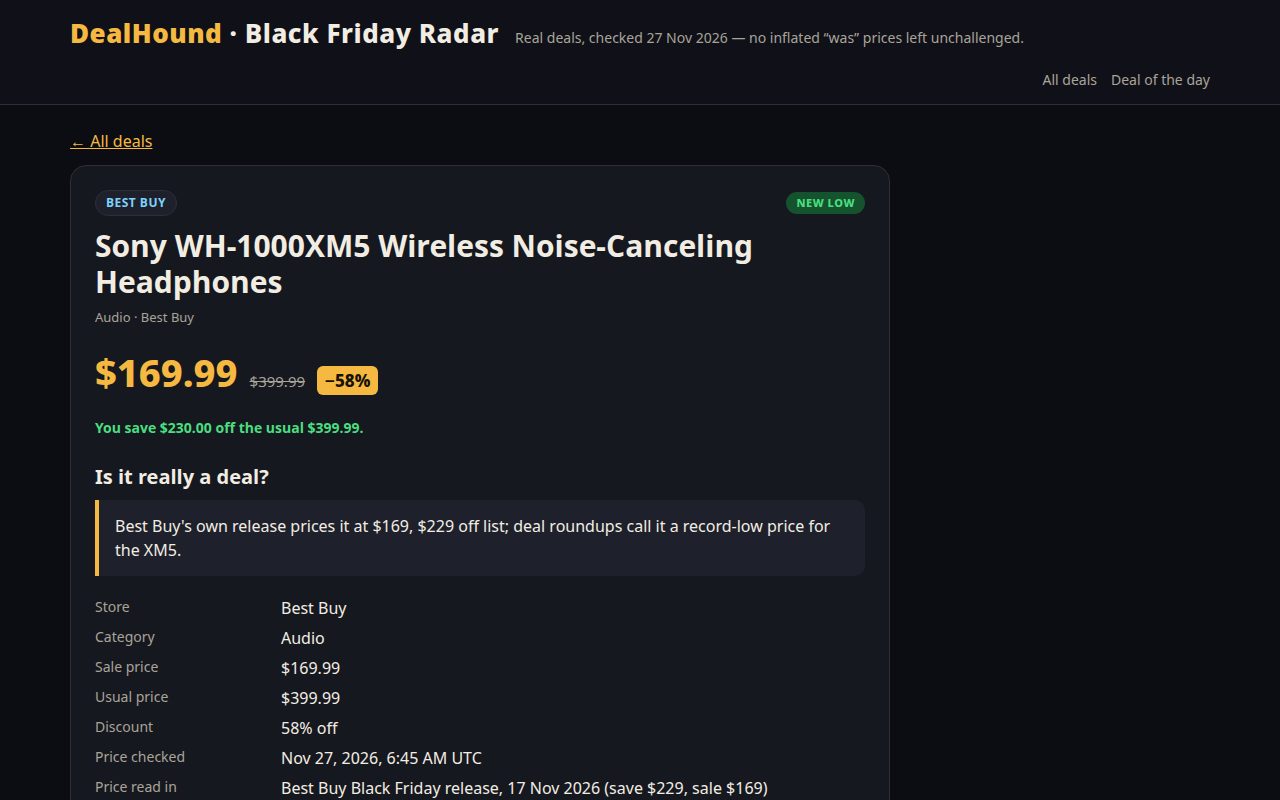 DealHound · Black Friday Radar
Real deals, checked 27 Nov 2026 — no inflated “was” prices left unchallenged.
All deals
Deal of the day
← All deals
BEST BUY
NEW LOW
Sony WH-1000XM5 Wireless Noise-Canceling
Headphones
Audio · Best Buy
$169.99 $399.99 −58%
You save $230.00 off the usual $399.99.
Is it really a deal?
Best Buy's own release prices it at $169, $229 off list; deal roundups call it a record-low price for
the XM5.
Store Best Buy
Category Audio
Sale price $169.99
Usual price $399.99
Discount 58% off
Price checked Nov 27, 2026, 6:45 AM UTC
Price read in Best Buy Black Friday release, 17 Nov 2026 (save $229, sale $169)